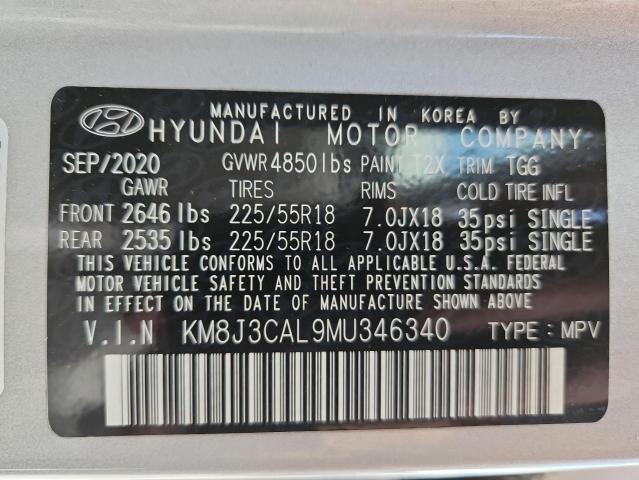 MANUFACTURED IN KOREA BY
HYUNDAI MOTOR COMPANY
SEP/2020 GVWR 4850 lbs PAINT T2X TRIM TGG
GAWR TIRES RIMS COLD TIRE INFL
FRONT 2646 lbs 225/55R18 7.0JX18 35psi SINGLE
REAR 2535 lbs 225/55R18 7.0JX18 35psi SINGLE
THIS VEHICLE CONFORMS TO ALL APPLICABLE U.S.A. FEDERAL
MOTOR VEHICLE SAFETY AND THEFT PREVENTION STANDARDS
IN EFFECT ON THE DATE OF MANUFACTURE SHOWN ABOVE.
V.I.N KM8J3CAL9MU346340 TYPE: MPV